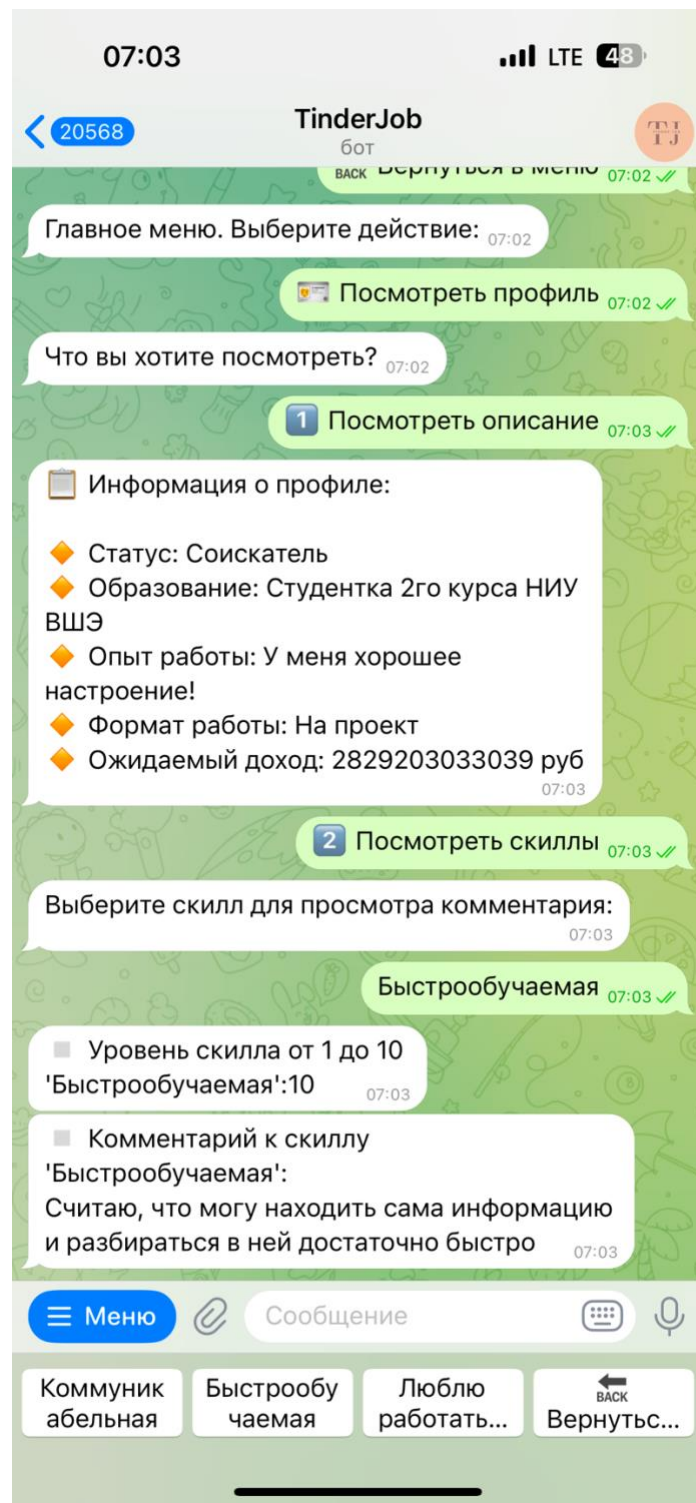 07:03
LTE 48
20568
TinderJob
бот
TJ
BACK Вернуться в меню 07:02
Главное меню. Выберите действие: 07:02
Посмотреть профиль 07:02
Что вы хотите посмотреть? 07:02
1 Посмотреть описание 07:03
Информация о профиле:
Статус: Соискатель
Образование: Студентка 2го курса НИУ
ВШЭ
Опыт работы: У меня хорошее
настроение!
Формат работы: На проект
Ожидаемый доход: 2829203033039 руб
07:03
2 Посмотреть скиллы 07:03
Выберите скилл для просмотра комментария:
07:03
Быстрообучаемая 07:03
Уровень скилла от 1 до 10
'Быстрообучаемая':10 07:03
Комментарий к скиллу
'Быстрообучаемая':
Считаю, что могу находить сама информацию
и разбираться в ней достаточно быстро 07:03
Меню
Сообщение
Коммуник
абельная
Быстрообу
чаемая
Люблю
работать...
BACK
Вернутьс...